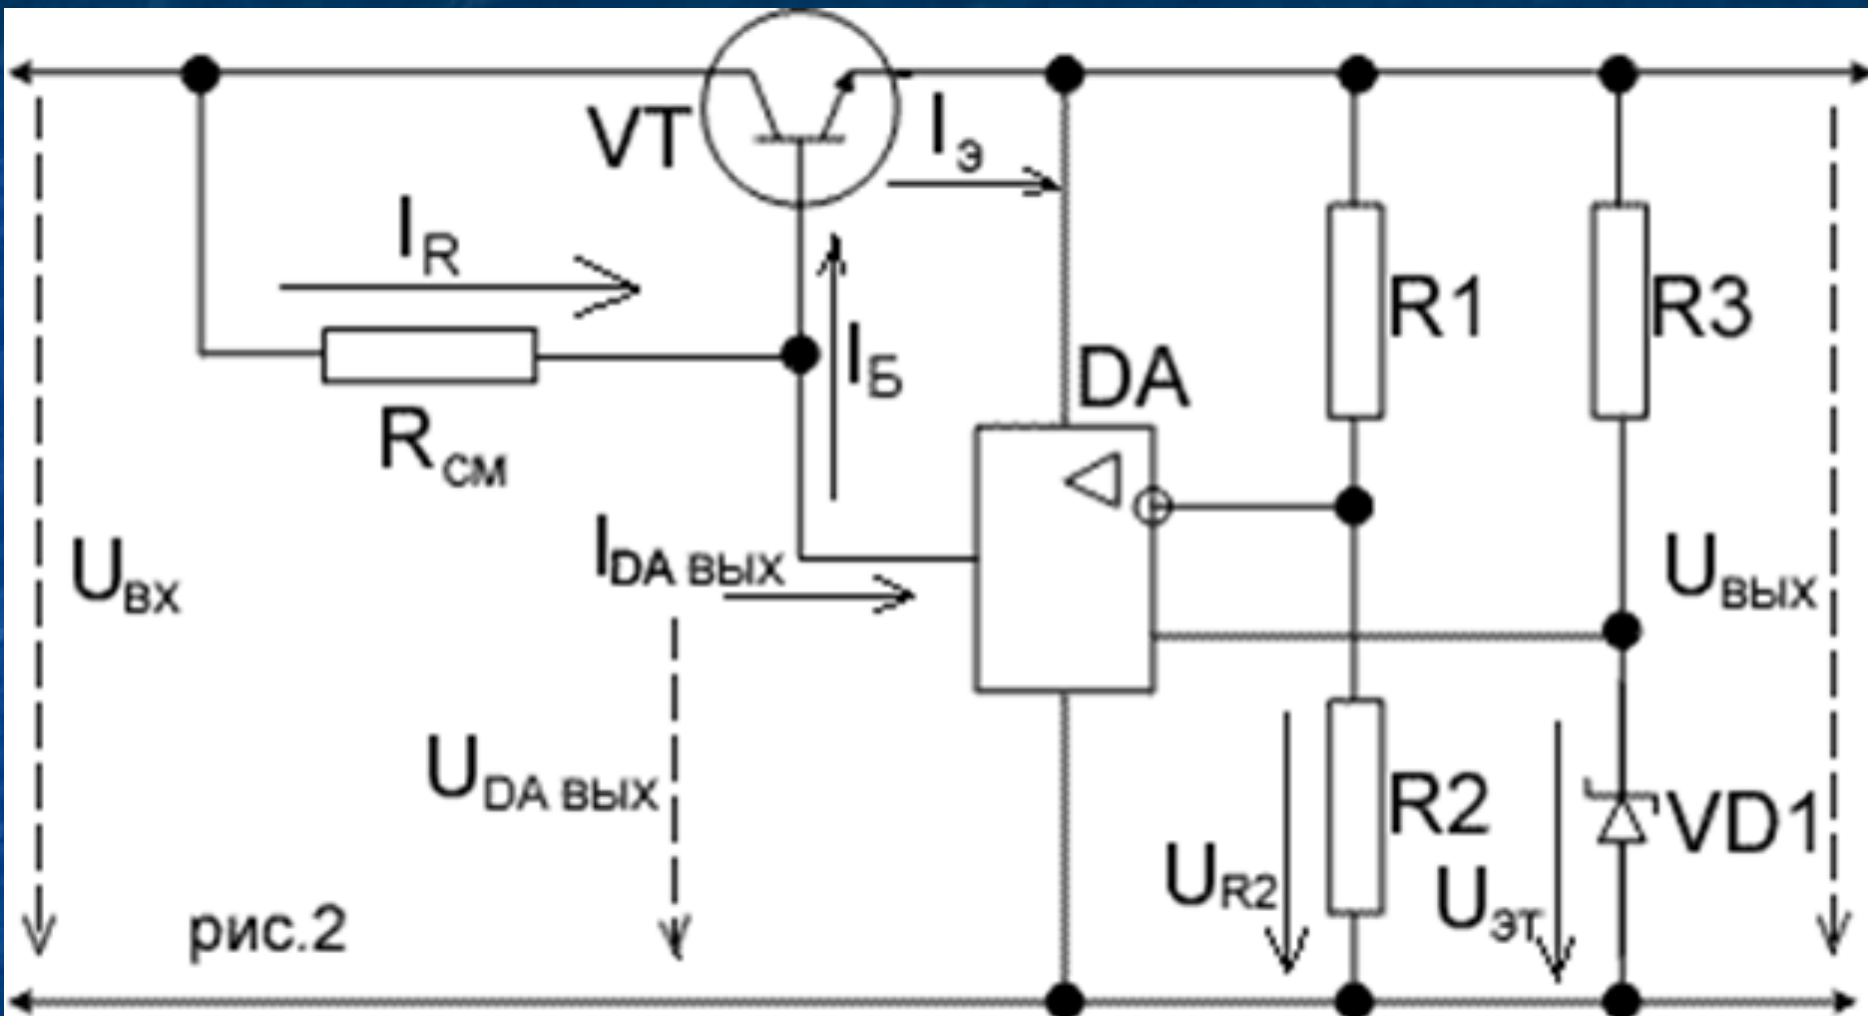 VT
Iэ
IR
R1
R3
IБ
DA
Rсм
IDA вых
Uвх
Uвых
UDA вых
R2
VD1
UR2
Uэт
рис.2